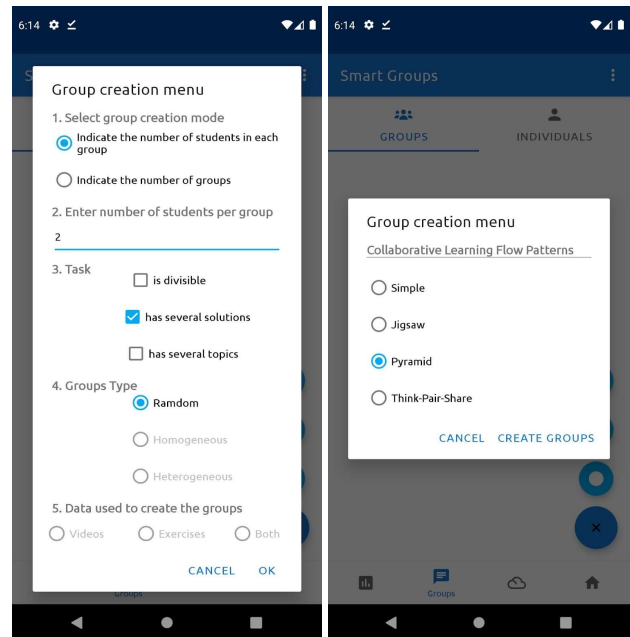 6:14
Group creation menu
1. Select group creation mode
Indicate the number of students in each
group
Indicate the number of groups
2. Enter number of students per group
2
3. Task
is divisible
has several solutions
has several topics
4. Groups Type
Ramdom
Homogeneous
Heterogeneous
5. Data used to create the groups
Videos Exercises Both
CANCEL OK
Groups
6:14
Smart Groups
GROUPS INDIVIDUALS
Group creation menu
Collaborative Learning Flow Patterns
Simple
Jigsaw
Pyramid
Think-Pair-Share
CANCEL CREATE GROUPS
Groups